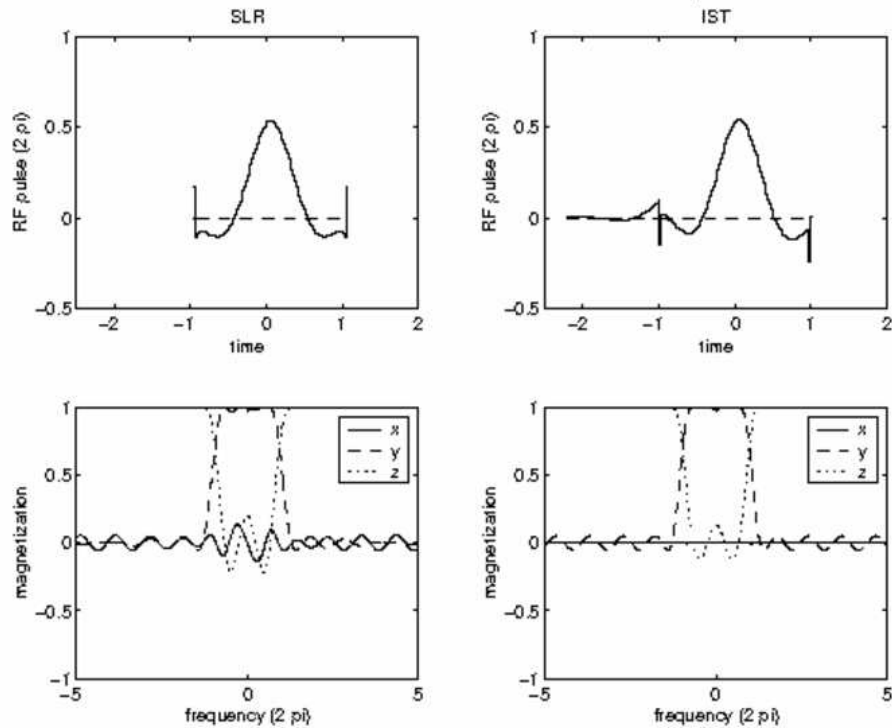 SLR
IST
1
0.5
0
−0.5
RF pulse (2 pi)
−2
−1
0
1
2
time
1
0.5
0
−0.5
RF pulse (2 pi)
−2
−1
0
1
2
time
1
0.5
0
−0.5
−1
magnetization
x
y
z
−5
0
5
frequency (2 pi)
1
0.5
0
−0.5
−1
magnetization
x
y
z
−5
0
5
frequency (2 pi)